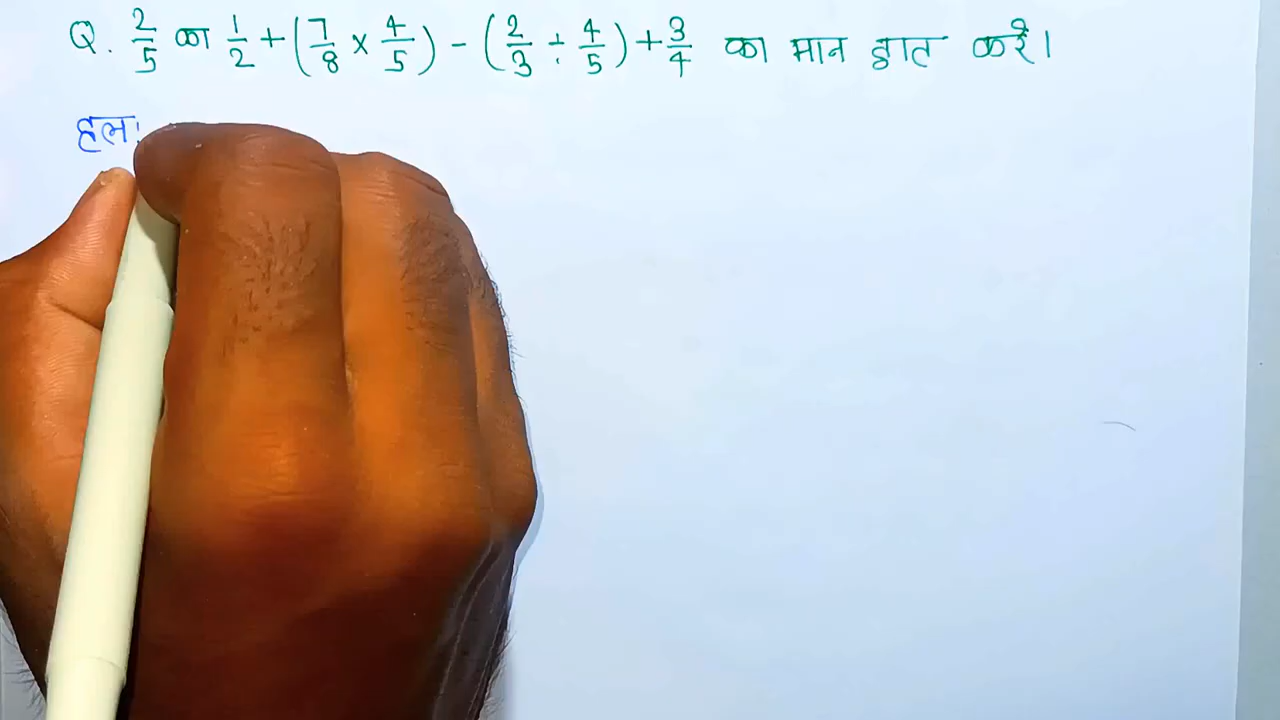 Q. 2/5 का 1/2 + (7/8 × 4/5) - (2/3 ÷ 4/5) + 3/4 का मान ज्ञात करें।
हल: